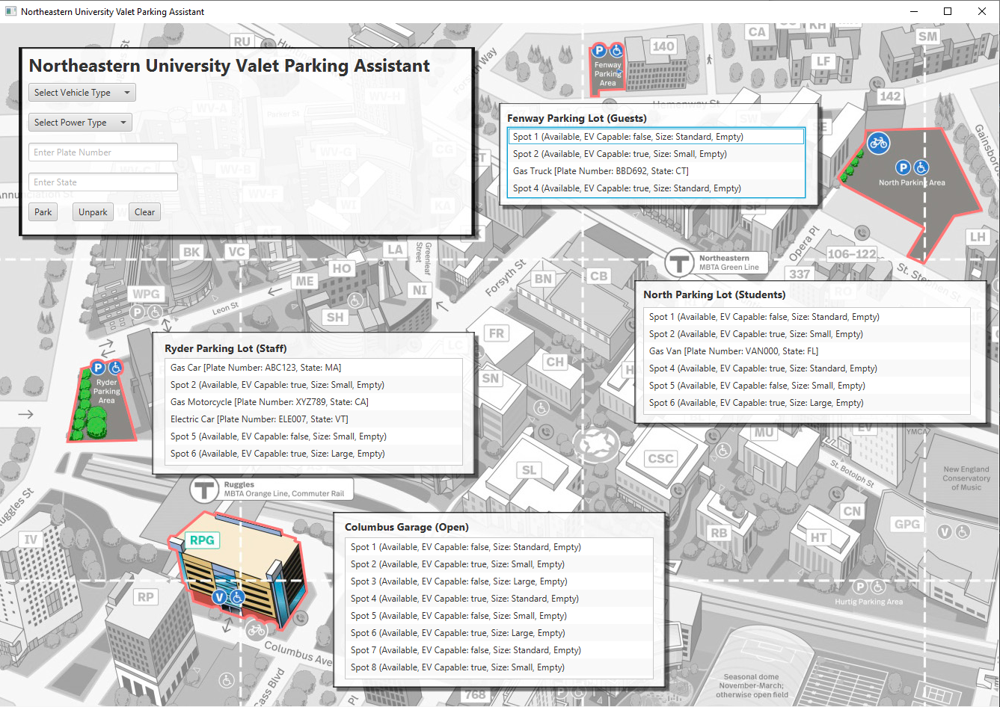 Northeastern University Valet Parking Assistant
Northeastern University Valet Parking Assistant
Select Vehicle Type
Select Power Type
Enter Plate Number
Enter State
Park
Unpark
Clear
Fenway Parking Lot (Guests)
Spot 1 (Available, EV Capable: false, Size: Standard, Empty)
Spot 2 (Available, EV Capable: true, Size: Small, Empty)
Gas Truck [Plate Number: BBD692, State: CT]
Spot 4 (Available, EV Capable: true, Size: Standard, Empty)
North Parking Lot (Students)
Spot 1 (Available, EV Capable: false, Size: Standard, Empty)
Spot 2 (Available, EV Capable: true, Size: Small, Empty)
Gas Van [Plate Number: VAN000, State: FL]
Spot 4 (Available, EV Capable: true, Size: Standard, Empty)
Spot 5 (Available, EV Capable: false, Size: Small, Empty)
Spot 6 (Available, EV Capable: true, Size: Large, Empty)
Ryder Parking Lot (Staff)
Gas Car [Plate Number: ABC123, State: MA]
Spot 2 (Available, EV Capable: true, Size: Small, Empty)
Gas Motorcycle [Plate Number: XYZ789, State: CA]
Electric Car [Plate Number: ELE007, State: VT]
Spot 5 (Available, EV Capable: false, Size: Small, Empty)
Spot 6 (Available, EV Capable: true, Size: Large, Empty)
Columbus Garage (Open)
Spot 1 (Available, EV Capable: false, Size: Standard, Empty)
Spot 2 (Available, EV Capable: true, Size: Small, Empty)
Spot 3 (Available, EV Capable: false, Size: Large, Empty)
Spot 4 (Available, EV Capable: true, Size: Standard, Empty)
Spot 5 (Available, EV Capable: false, Size: Small, Empty)
Spot 6 (Available, EV Capable: true, Size: Large, Empty)
Spot 7 (Available, EV Capable: false, Size: Standard, Empty)
Spot 8 (Available, EV Capable: true, Size: Small, Empty)
RU
CA
KH
SM
140
LF
P
Fenway
Parking
Area
Hemenway St
142
SW
WV-H
WV-A
Parker St
WV-B
WV-F
WI
CG
KA
P
North Parking Area
LH
Opera Pl
106–122
St. Stephen St
337
RO
T
Northeastern
MBTA Green Line
BK
VC
LA
Greenleaf
Street
HO
ME
NI
Forsyth St
BN
CB
WPG
P
Leon St
SH
FR
LC
CH
SN
P
Ryder
Parking
Area
MU
EV
YMCA
CSC
SL
St. Botolph St
New England
Conservatory
of Music
T
Ruggles
MBTA Orange Line, Commuter Rail
Ruggles St
IV
RPG
V
RP
CN
GPG
V
RB
HT
P
Hurtig Parking Area
Columbus Ave
Seasonal dome
November-March;
otherwise open field
768
P
Pl